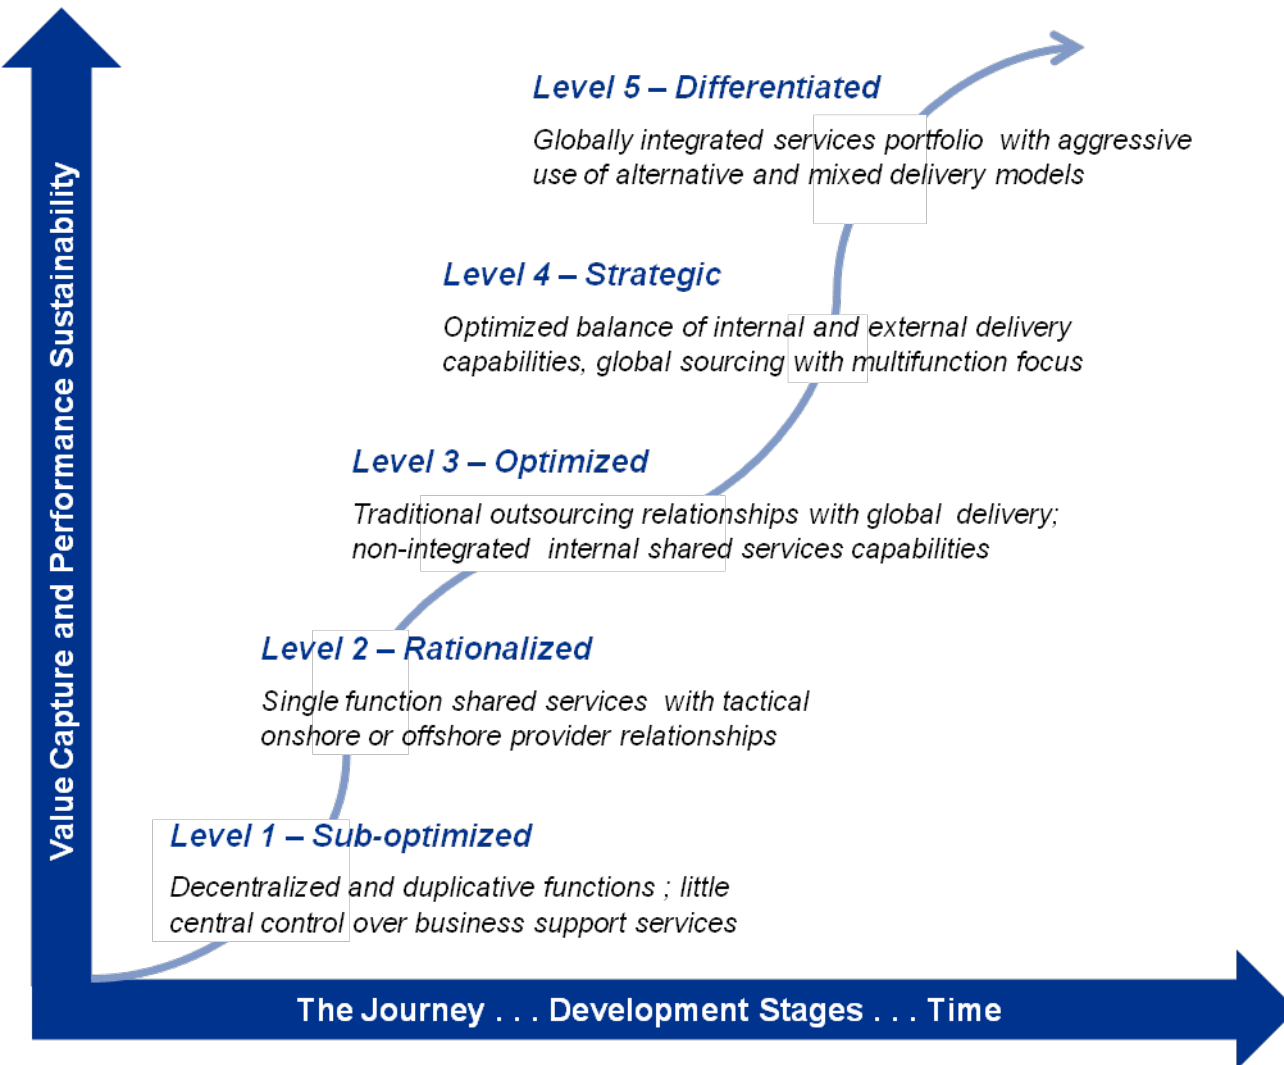 Level 5 – Differentiated
Globally integrated services portfolio with aggressive
use of alternative and mixed delivery models
Level 4 – Strategic
Optimized balance of internal and external delivery
capabilities, global sourcing with multifunction focus
Level 3 – Optimized
Traditional outsourcing relationships with global delivery;
non-integrated internal shared services capabilities
Level 2 – Rationalized
Single function shared services with tactical
onshore or offshore provider relationships
Level 1 – Sub-optimized
Decentralized and duplicative functions ; little
central control over business support services
Value Capture and Performance Sustainability
The Journey . . . Development Stages . . . Time